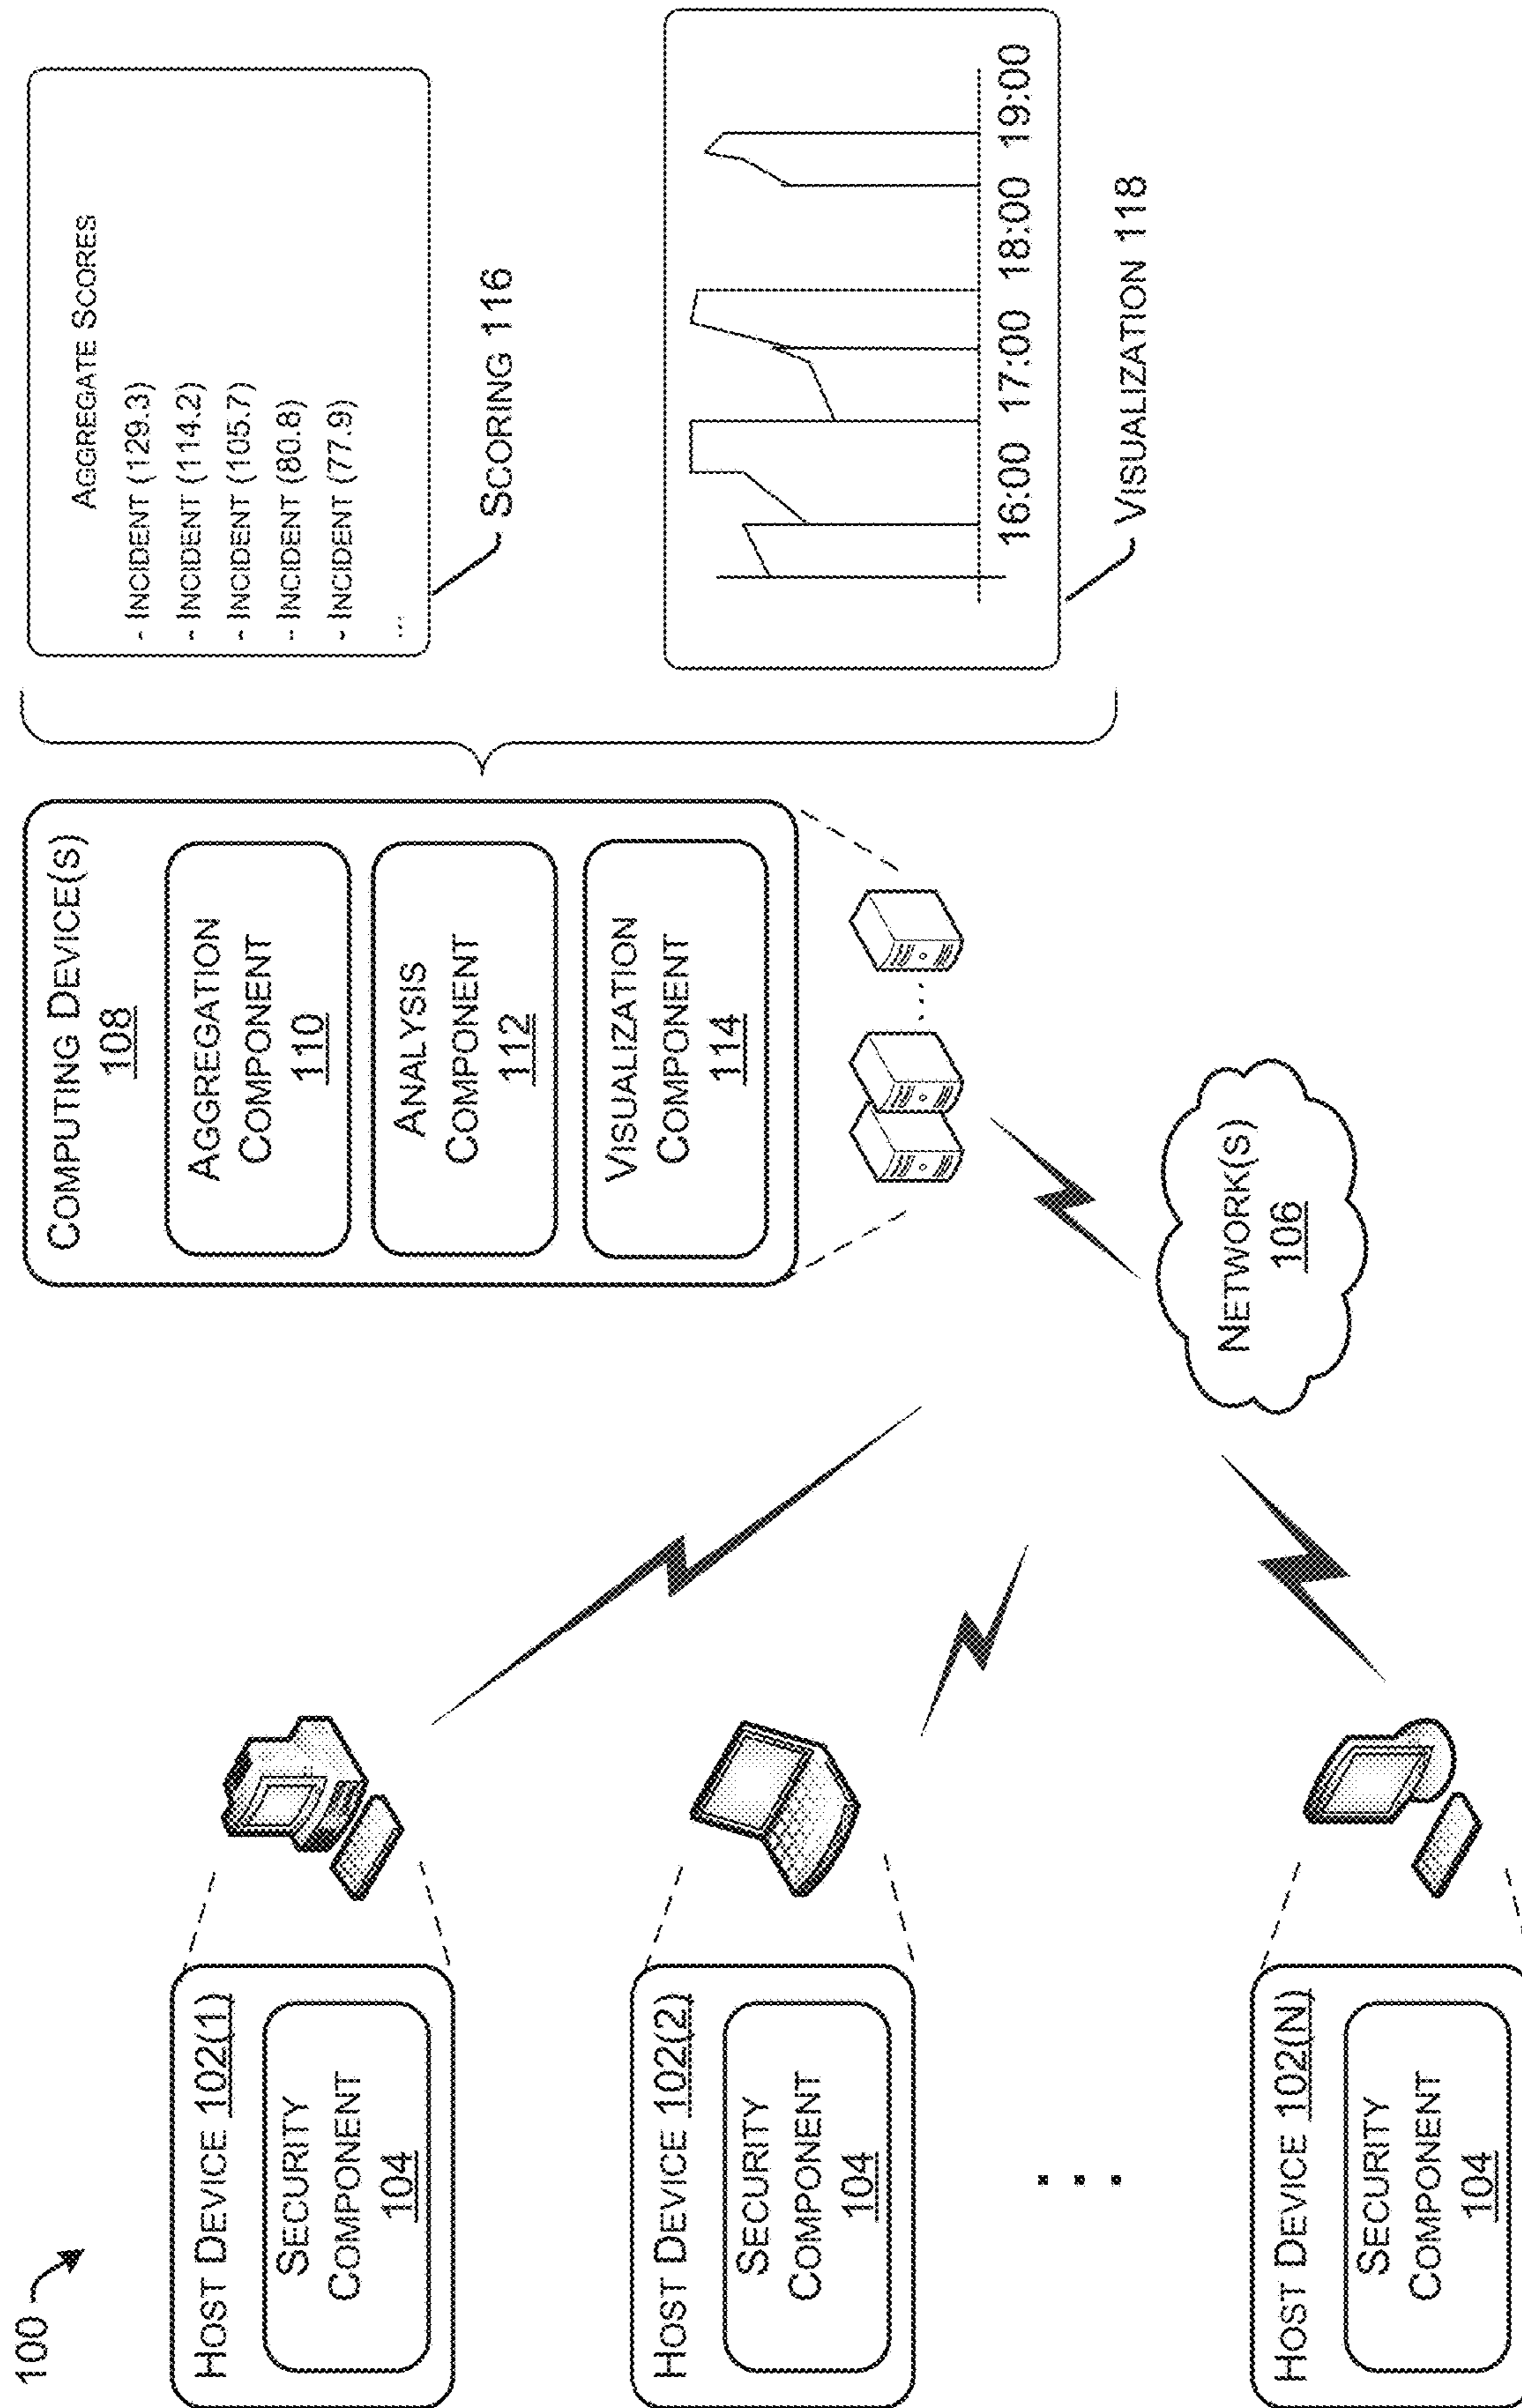 100
HOST DEVICE 102(1)
SECURITY
COMPONENT
104
HOST DEVICE 102(2)
SECURITY
COMPONENT
104
...
HOST DEVICE 102(N)
SECURITY
COMPONENT
104
NETWORK(S)
106
COMPUTING DEVICE(S)
108
AGGREGATION
COMPONENT
110
ANALYSIS
COMPONENT
112
VISUALIZATION
COMPONENT
114
AGGREGATE SCORES
- INCIDENT (129.3)
- INCIDENT (114.2)
- INCIDENT (105.7)
- INCIDENT (80.8)
- INCIDENT (77.9)
...
SCORING 116
16:00 17:00 18:00 19:00
VISUALIZATION 118